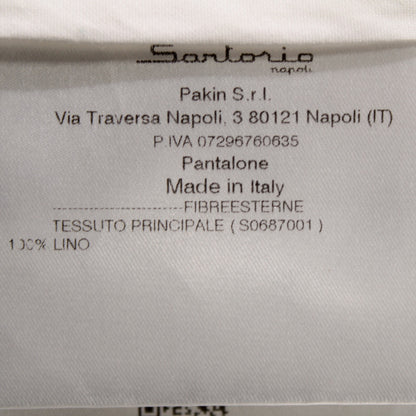 Sartorio
napoli
Pakin S.r.l.
Via Traversa Napoli, 3 80121 Napoli (IT)
P.IVA 07296760635
Pantalone
Made in Italy
------------------------FIBREESTERNE
TESSUTO PRINCIPALE ( S0687001 )
100% LINO